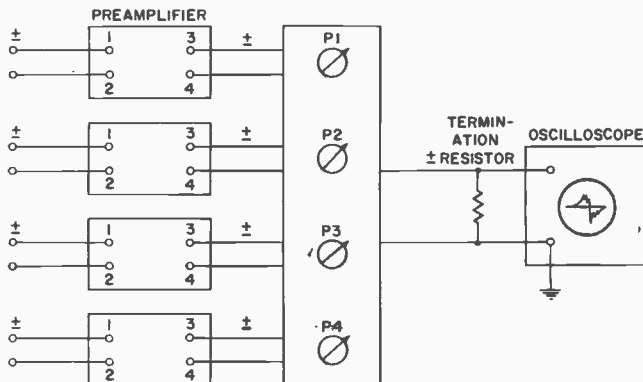 PREAMPLIFIER
± 1 3 ± P1
2 4
± 1 3 ± P2
2 4
TERMIN-
ATION
± RESISTOR
OSCILLOSCOPE
± 1 3 ± P3
2 4
± 1 3 ± P4
2 4